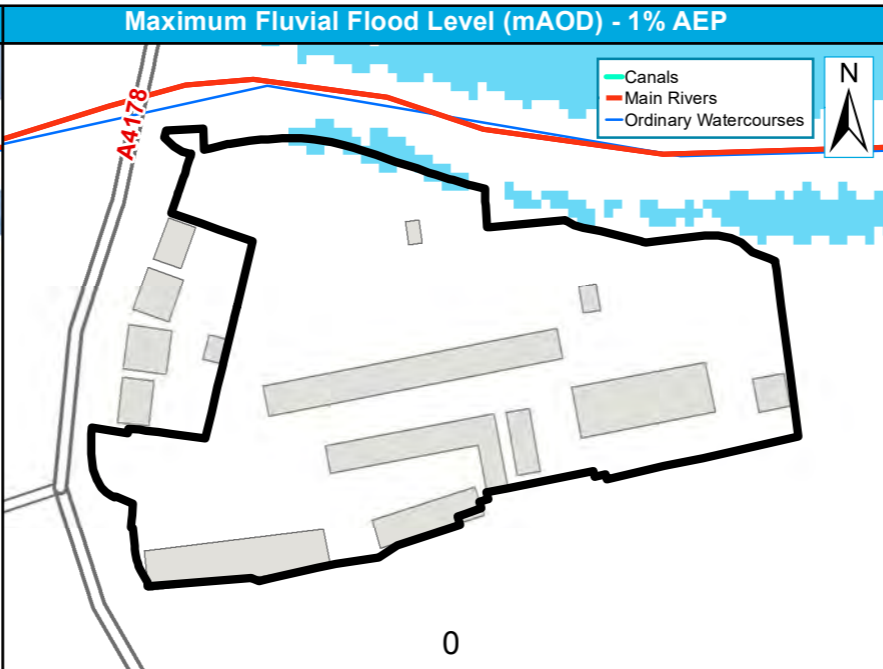 Maximum Fluvial Flood Level (mAOD) - 1% AEP
Canals
Main Rivers
Ordinary Watercourses
N
A4178
0